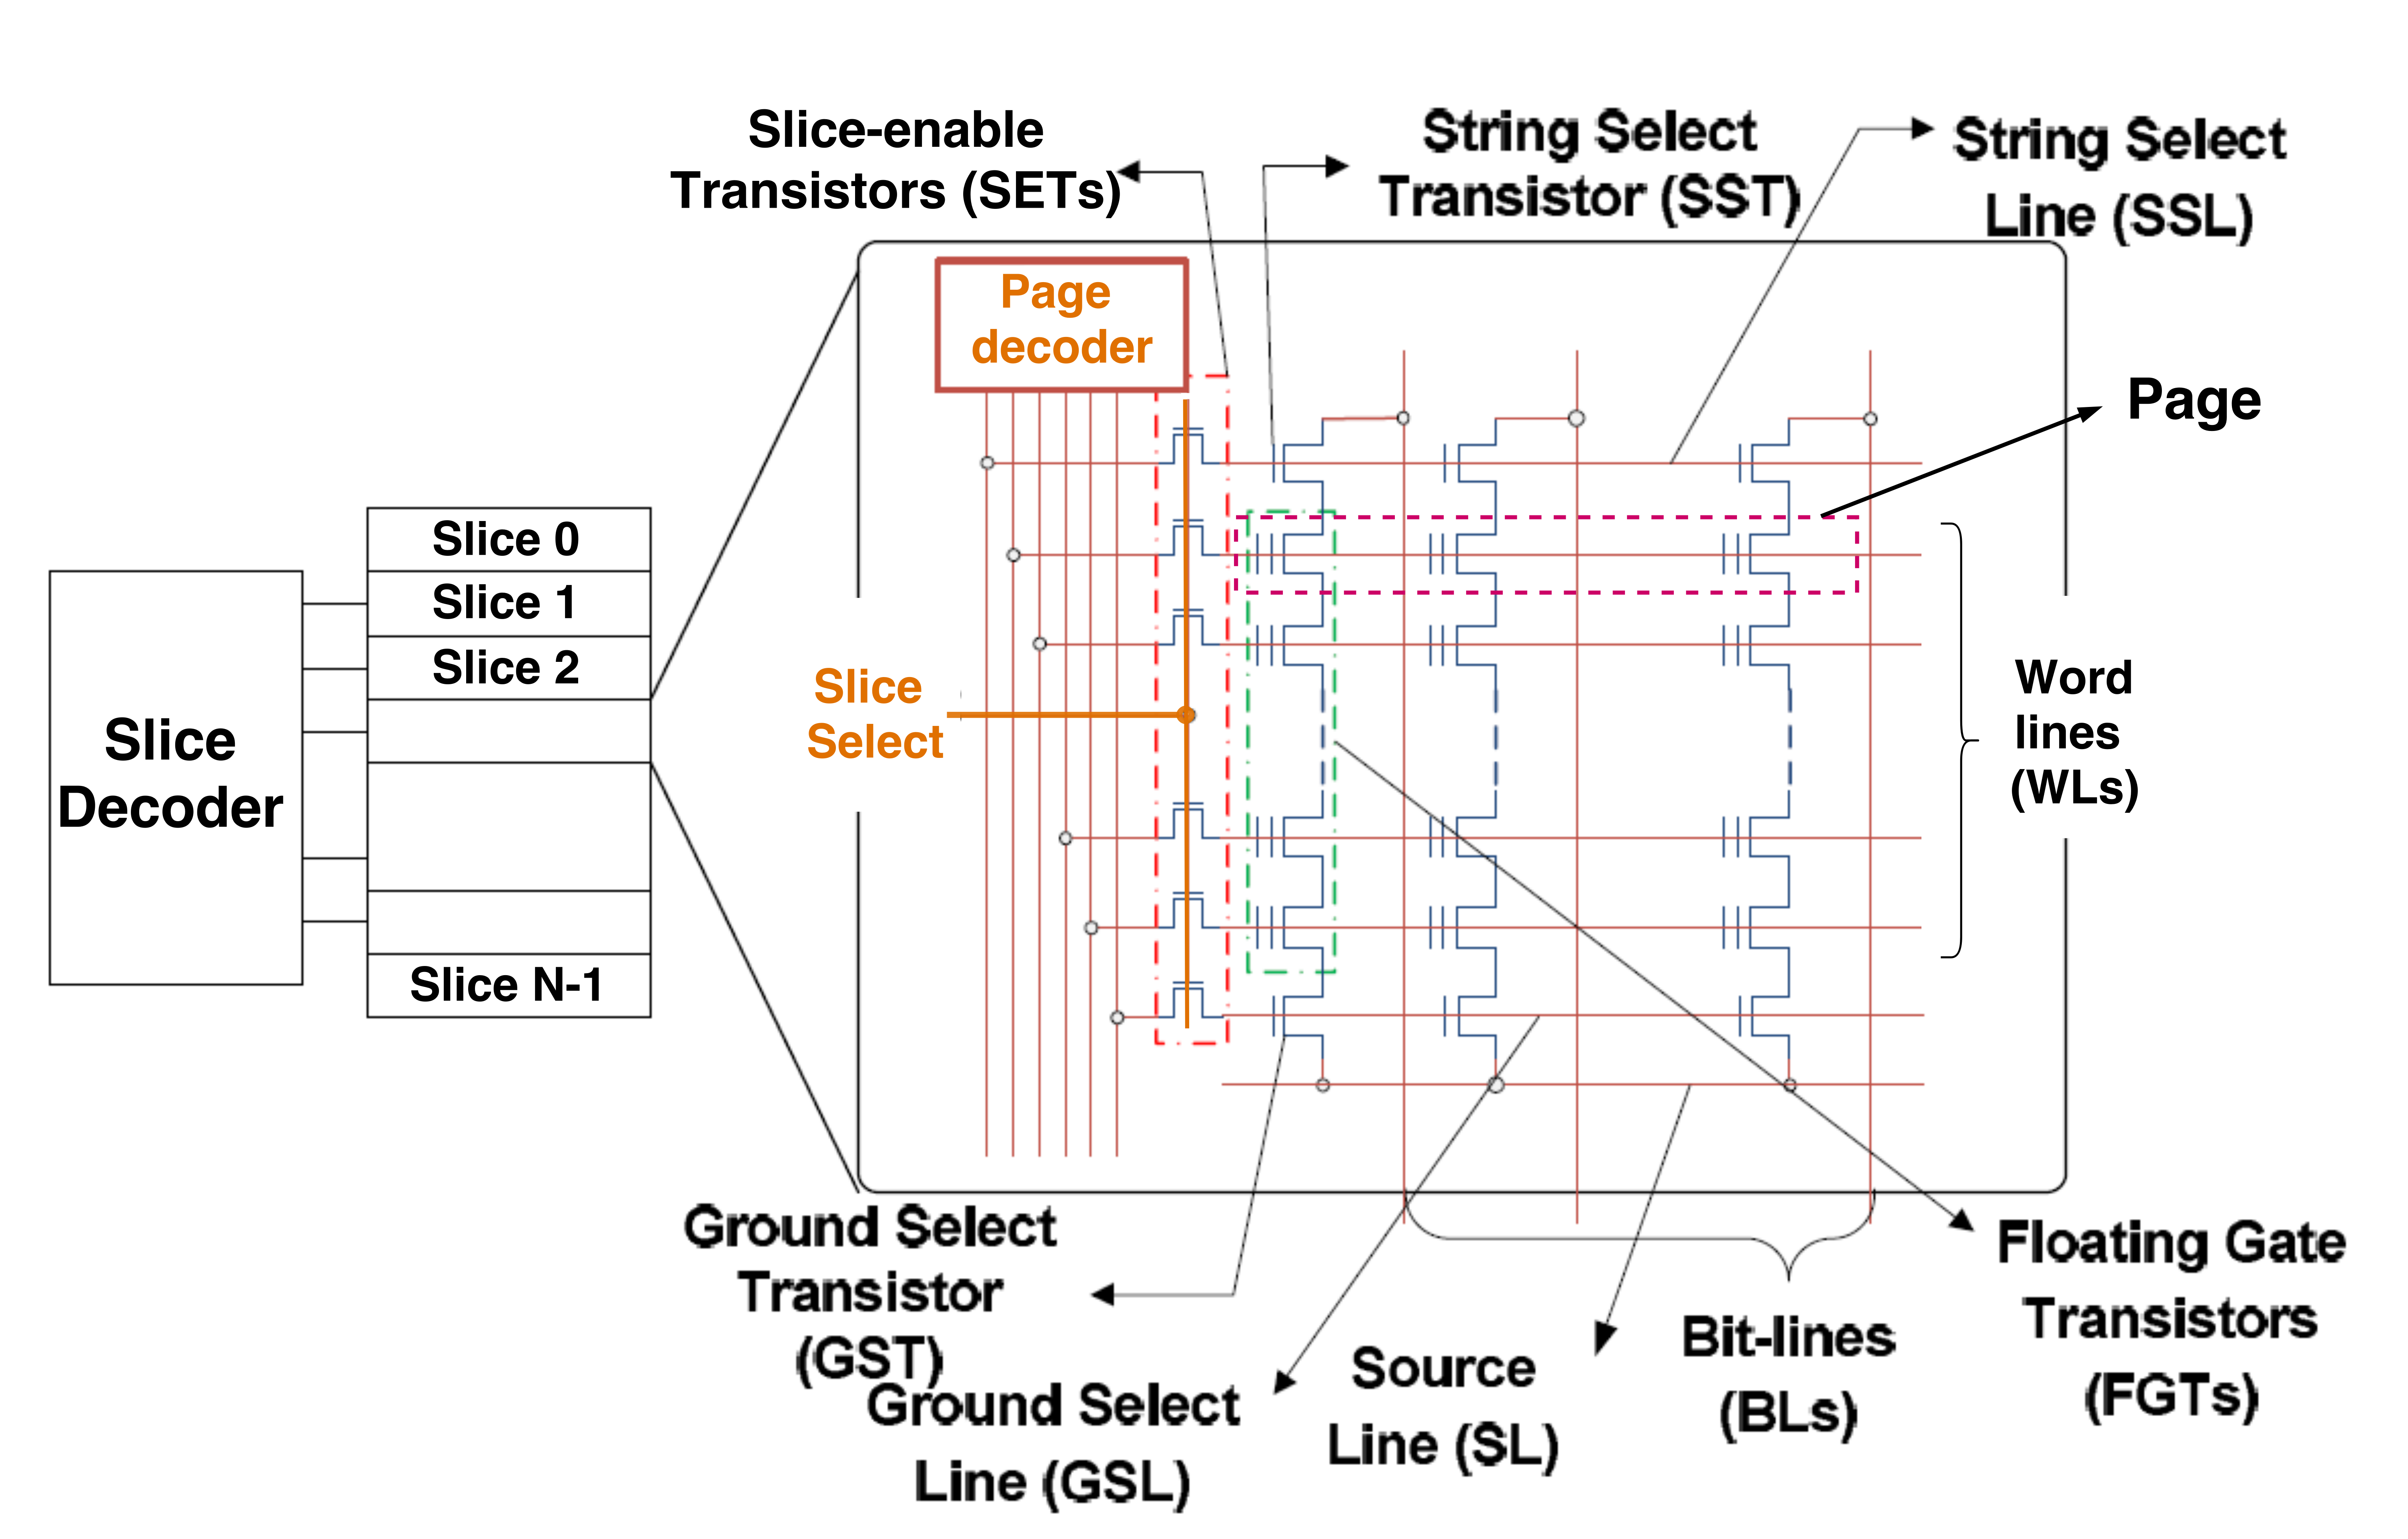 Slice-enable
Transistors (SETs)
String Select
Transistor (SST)
String Select
Line (SSL)
Page
decoder
Page
Slice 0
Slice 1
Slice 2
Slice N-1
Slice
Decoder
Slice
Select
Word
lines
(WLs)
Ground Select
Transistor
(GST)
Ground Select
Line (GSL)
Source
Line (SL)
Bit-lines
(BLs)
Floating Gate
Transistors
(FGTs)